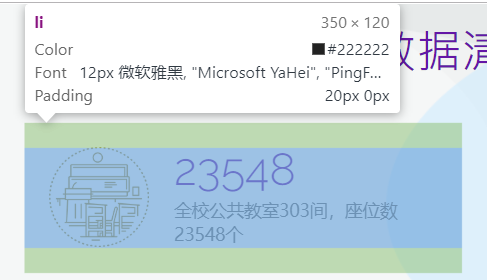 li 350 × 120
Color #222222
Font 12px 微软雅黑, "Microsoft YaHei", "PingF...
Padding 20px 0px
数据清
23548
全校公共教室303间，座位数
23548个